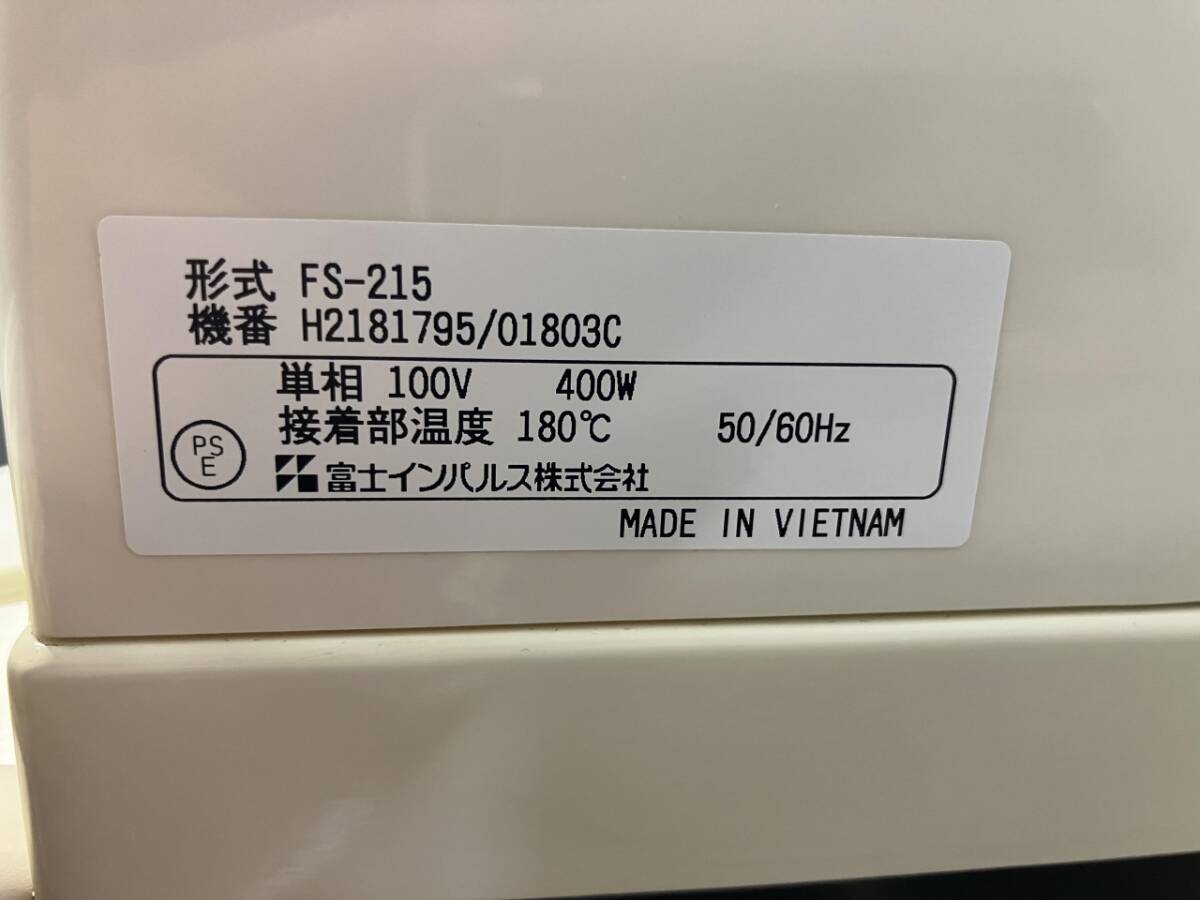 形式 FS-215
機番 H2181795/01803C
単相 100V 400W
接着部温度 180℃ 50/60Hz
PS
E
富士インパルス株式会社
MADE IN VIETNAM